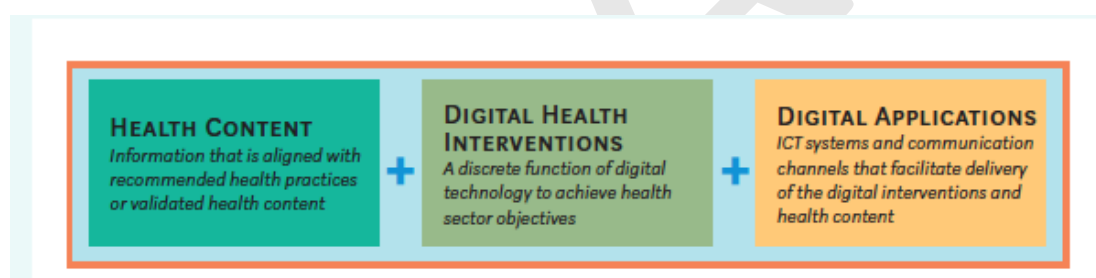 HEALTH CONTENT
Information that is aligned with
recommended health practices
or validated health content
+
DIGITAL HEALTH
INTERVENTIONS
A discrete function of digital
technology to achieve health
sector objectives
+
DIGITAL APPLICATIONS
ICT systems and communication
channels that facilitate delivery
of the digital interventions and
health content